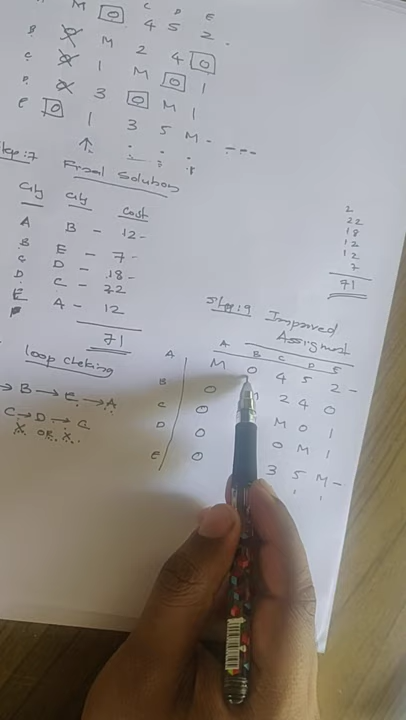 C D E
M 0 4 5 2
B X M 2 4 0
C X 1 M 0 1
D X 3 0 M 1
E 0 1 3 5 M
Step:7 Final Solution
City City Cost
A B - 12
B E - 7
C D - 18
D C - 22
E A - 12
71
2
22
18
12
12
7
71
Step:9 Improved Assigment
A B C D E
A M 0 4 5 2
B 0 2 4 0
C 0 M 0 1
D 0 0 M 1
E 0 3 5 M
loop cheking
→ B → E → A
C → D → C
X OR X